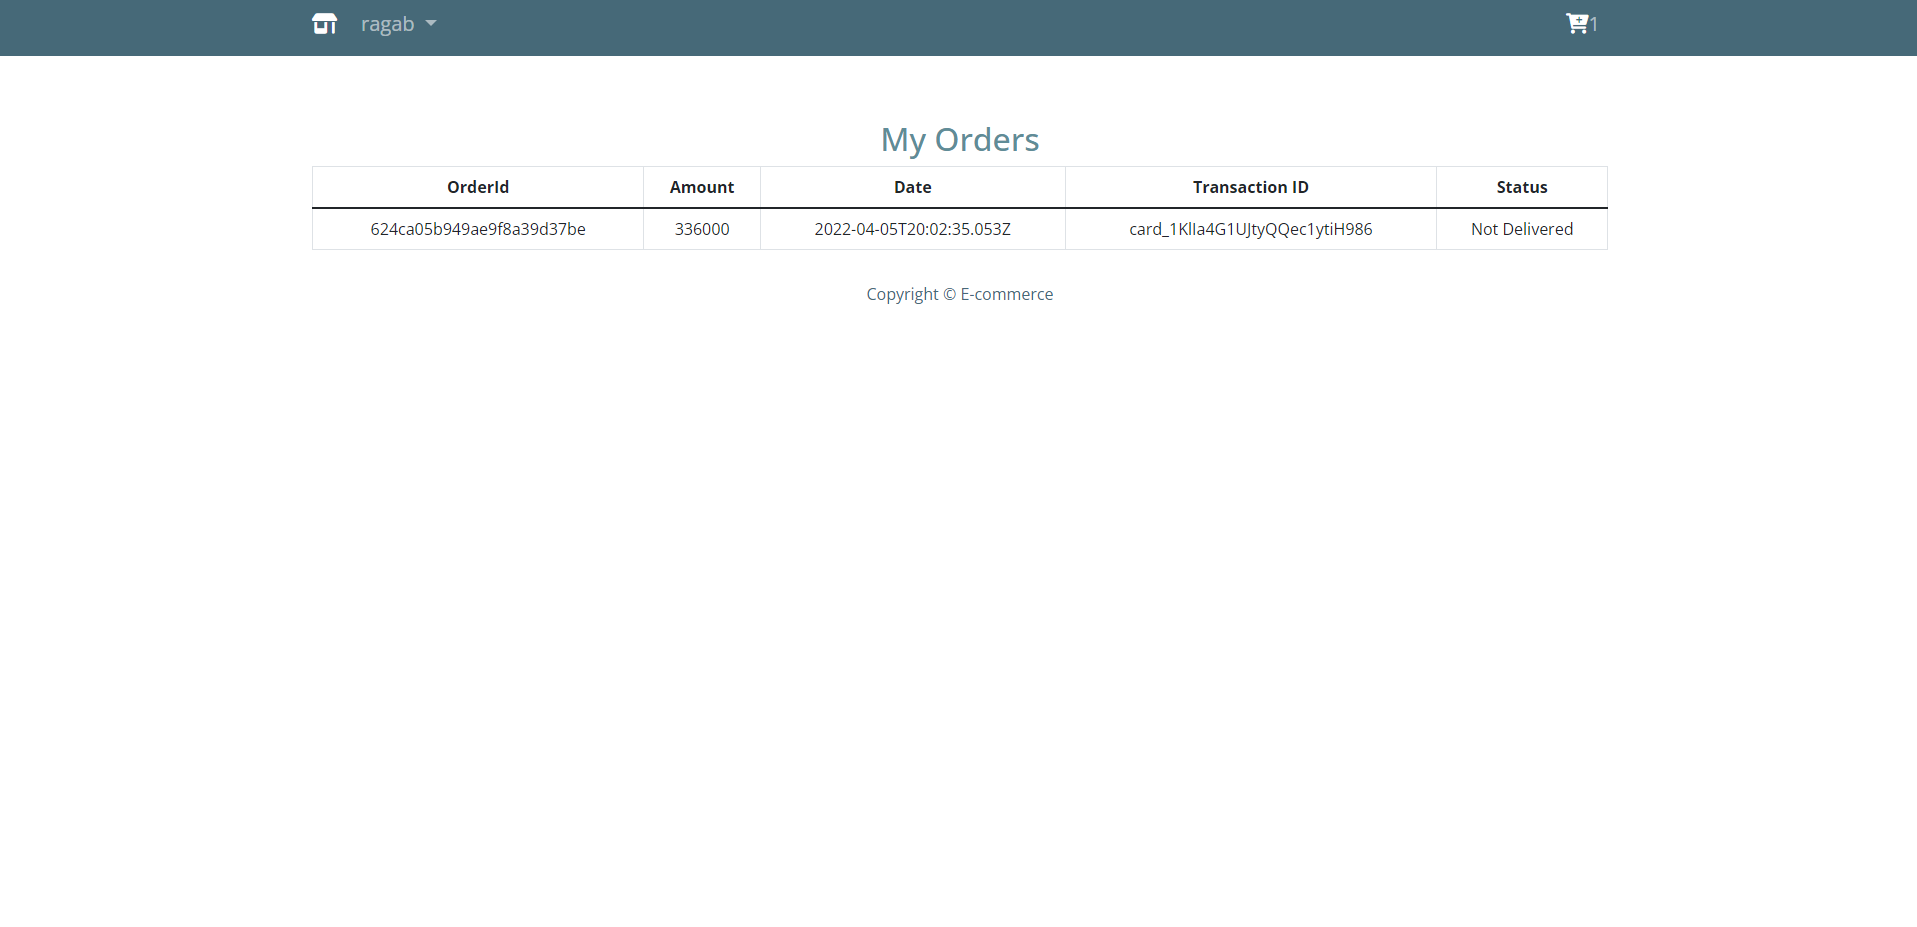 ragab 1
My Orders
OrderId Amount Date Transaction ID Status
624ca05b949ae9f8a39d37be 336000 2022-04-05T20:02:35.053Z card_1KlIa4G1UJtyQQec1ytiH986 Not Delivered
Copyright © E-commerce